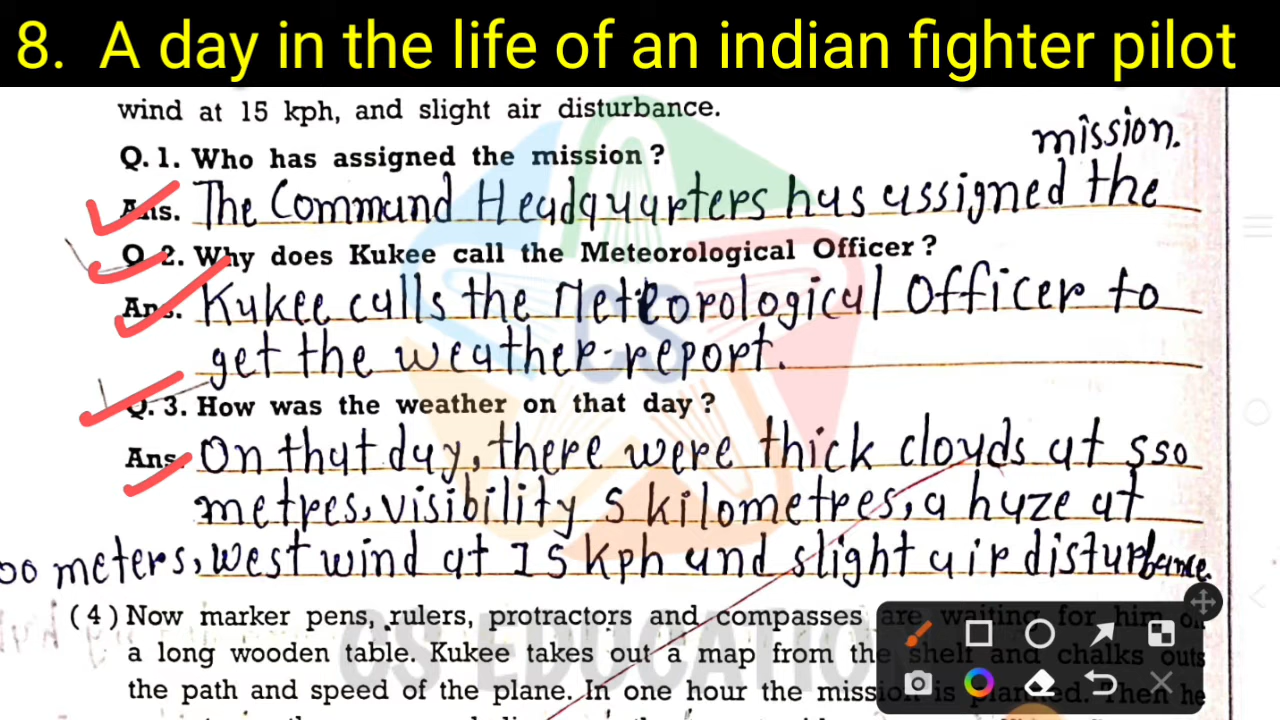 8. A day in the life of an indian fighter pilot
wind at 15 kph, and slight air disturbance.
Q. 1. Who has assigned the mission ?
mission.
Ans. The Command Headquarters has assigned the
Q. 2. Why does Kukee call the Meteorological Officer ?
Ans. Kukee calls the Meteorological Officer to
get the weather-report.
Q. 3. How was the weather on that day ?
Ans. On that day, there were thick clouds at 550
metres, visibility 5 kilometres, a haze at
00 meters, west wind at 15 kph and slight air disturbance.
(4) Now marker pens, rulers, protractors and compasses are waiting for him on
a long wooden table. Kukee takes out a map from the shelf and chalks outs
the path and speed of the plane. In one hour the mission is planned. Then he
CS EDUCATION